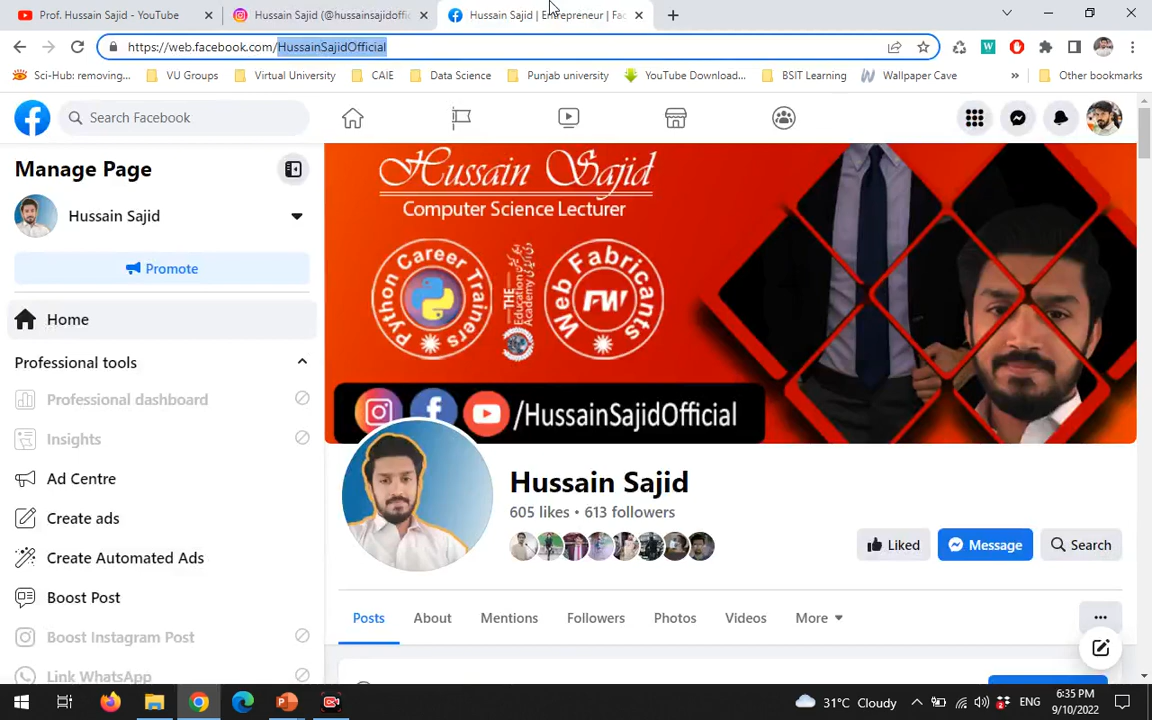 Prof. Hussain Sajid - YouTube
Hussain Sajid (@hussainsajidoffic
Hussain Sajid | Entrepreneur | Fac
https://web.facebook.com/HussainSajidOfficial
Sci-Hub: removing...
VU Groups
Virtual University
CAIE
Data Science
Punjab university
YouTube Download...
BSIT Learning
Wallpaper Cave
»
Other bookmarks
Search Facebook
Manage Page
Hussain Sajid
Promote
Home
Professional tools
Professional dashboard
Insights
Ad Centre
Create ads
Create Automated Ads
Boost Post
Boost Instagram Post
Link WhatsApp
Hussain Sajid
Computer Science Lecturer
Python Career Trainers
THE Education Academy
Web Fabricants
FW
/HussainSajidOfficial
Hussain Sajid
605 likes • 613 followers
Liked
Message
Search
Posts
About
Mentions
Followers
Photos
Videos
More
31°C Cloudy
ENG
6:35 PM
9/10/2022